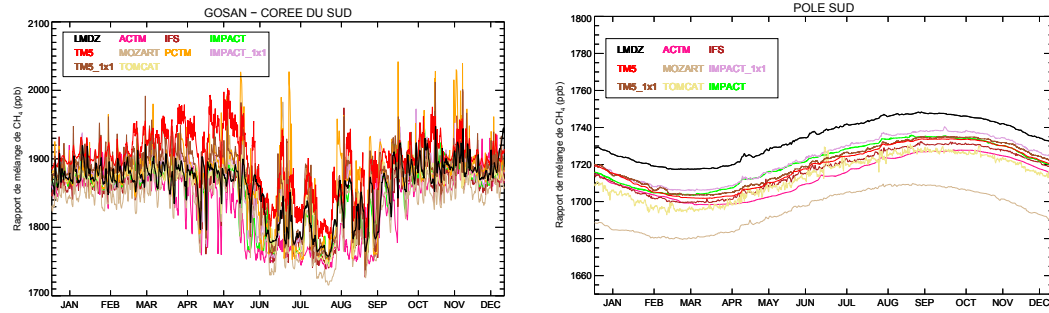 GOSAN − COREE DU SUD
Rapport de mélange de CH4 (ppb)
2100
2000
1900
1800
1700
LMDZ ACTM IFS IMPACT
TM5 MOZART PCTM IMPACT_1x1
TM5_1x1 TOMCAT
JAN FEB MAR APR MAY JUN JUL AUG SEP OCT NOV DEC
POLE SUD
Rapport de mélange de CH4 (ppb)
1800
1780
1760
1740
1720
1700
1680
1660
LMDZ ACTM IFS
TM5 MOZART IMPACT_1x1
TM5_1x1 TOMCAT IMPACT
JAN FEB MAR APR MAY JUN JUL AUG SEP OCT NOV DEC